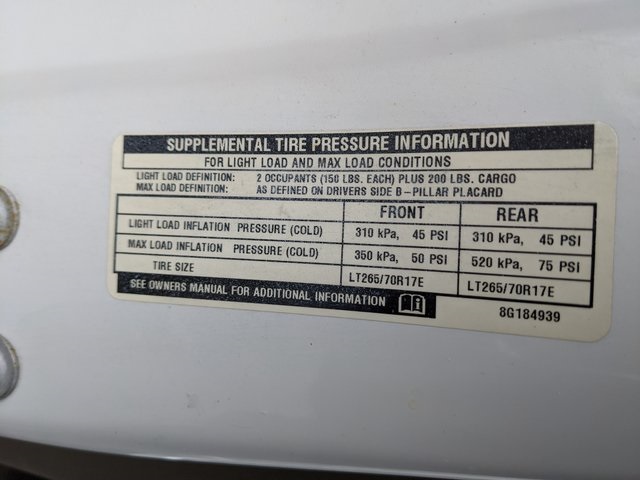 SUPPLEMENTAL TIRE PRESSURE INFORMATION
FOR LIGHT LOAD AND MAX LOAD CONDITIONS
LIGHT LOAD DEFINITION: 2 OCCUPANTS (150 LBS. EACH) PLUS 200 LBS. CARGO
MAX LOAD DEFINITION: AS DEFINED ON DRIVERS SIDE B-PILLAR PLACARD
FRONT REAR
LIGHT LOAD INFLATION PRESSURE (COLD) 310 kPa, 45 PSI 310 kPa, 45 PSI
MAX LOAD INFLATION PRESSURE (COLD) 350 kPa, 50 PSI 520 kPa, 75 PSI
TIRE SIZE LT265/70R17E LT265/70R17E
SEE OWNERS MANUAL FOR ADDITIONAL INFORMATION
8G184939